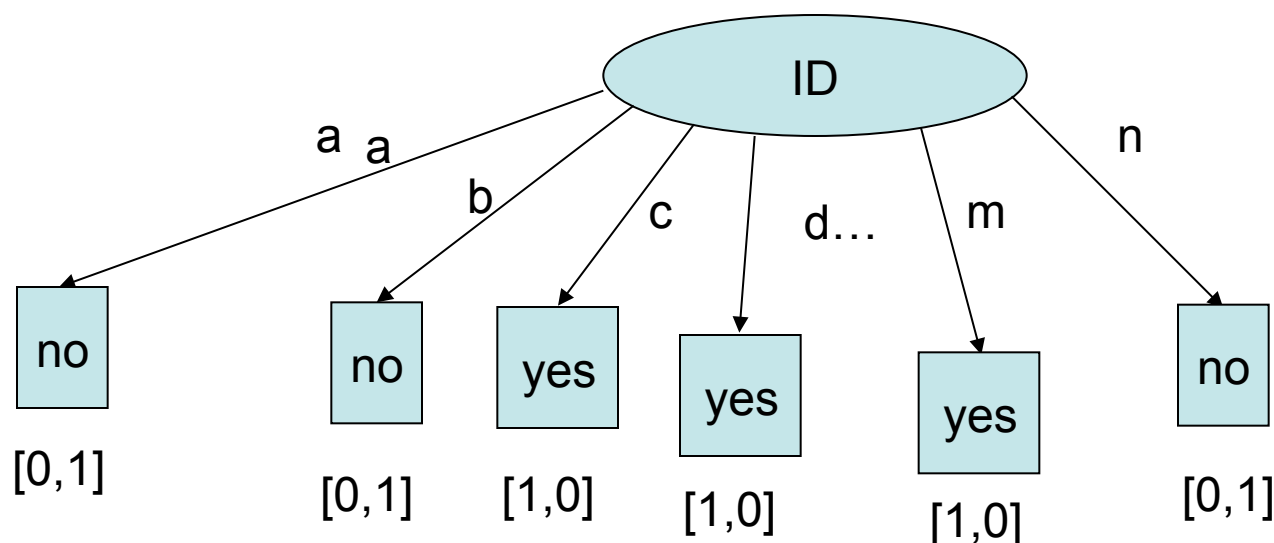 ID
a
a
b
c
d…
m
n
no
no
yes
yes
yes
no
[0,1]
[0,1]
[1,0]
[1,0]
[1,0]
[0,1]